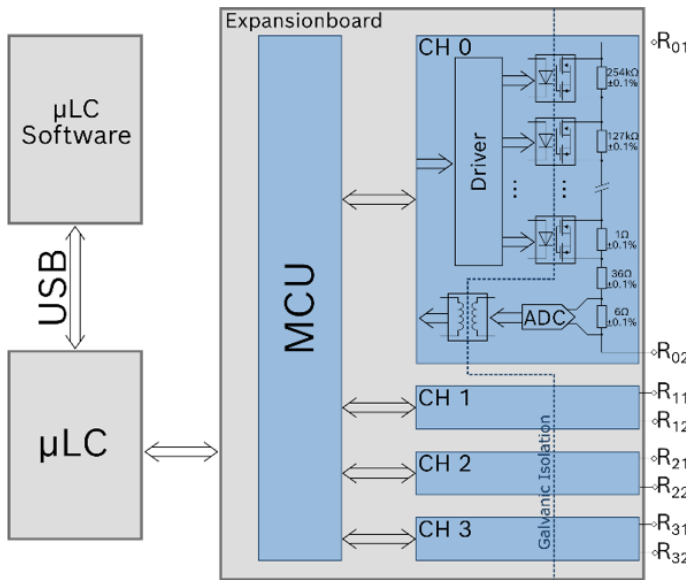 Expansionboard
µLC
Software
USB
µLC
MCU
CH 0
Driver
254kΩ
±0.1%
127kΩ
±0.1%
...
...
1Ω
±0.1%
36Ω
±0.1%
6Ω
±0.1%
ADC
CH 1
CH 2
CH 3
Galvanic Isolation
R01
R02
R11
R12
R21
R22
R31
R32